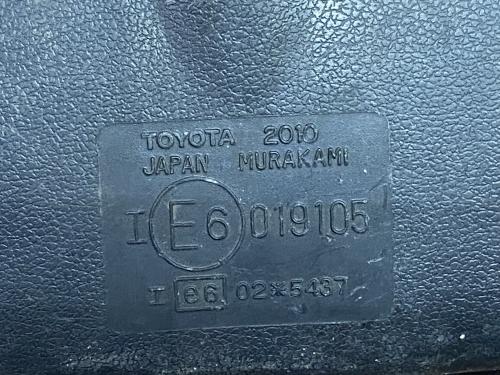 TOYOTA 2010
JAPAN MURAKAMI
I E6 019105
I e6 02*5437